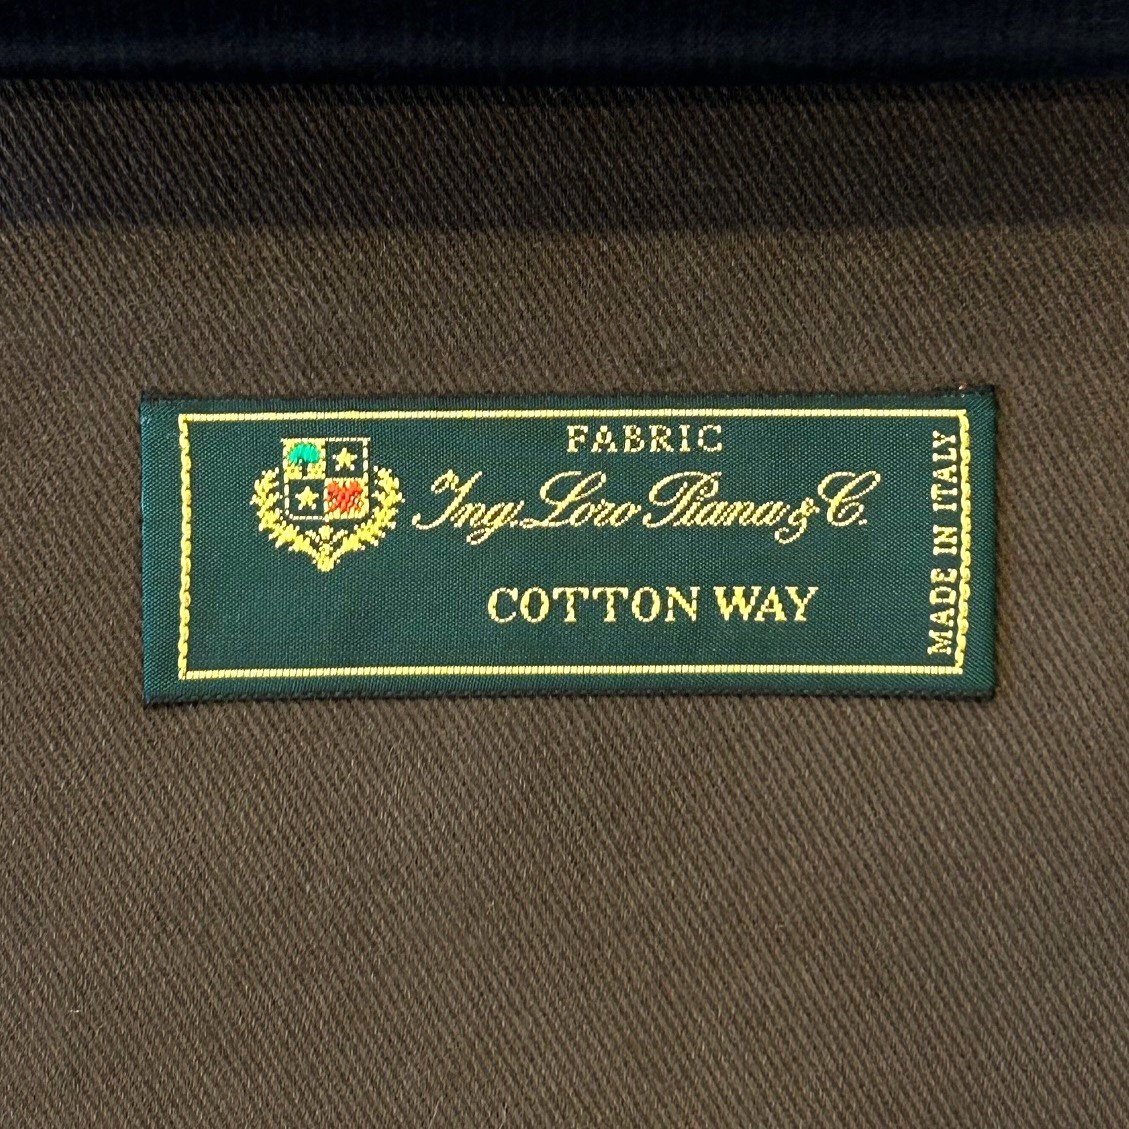 FABRIC
Ing. Loro Piana & C.
COTTON WAY
MADE IN ITALY